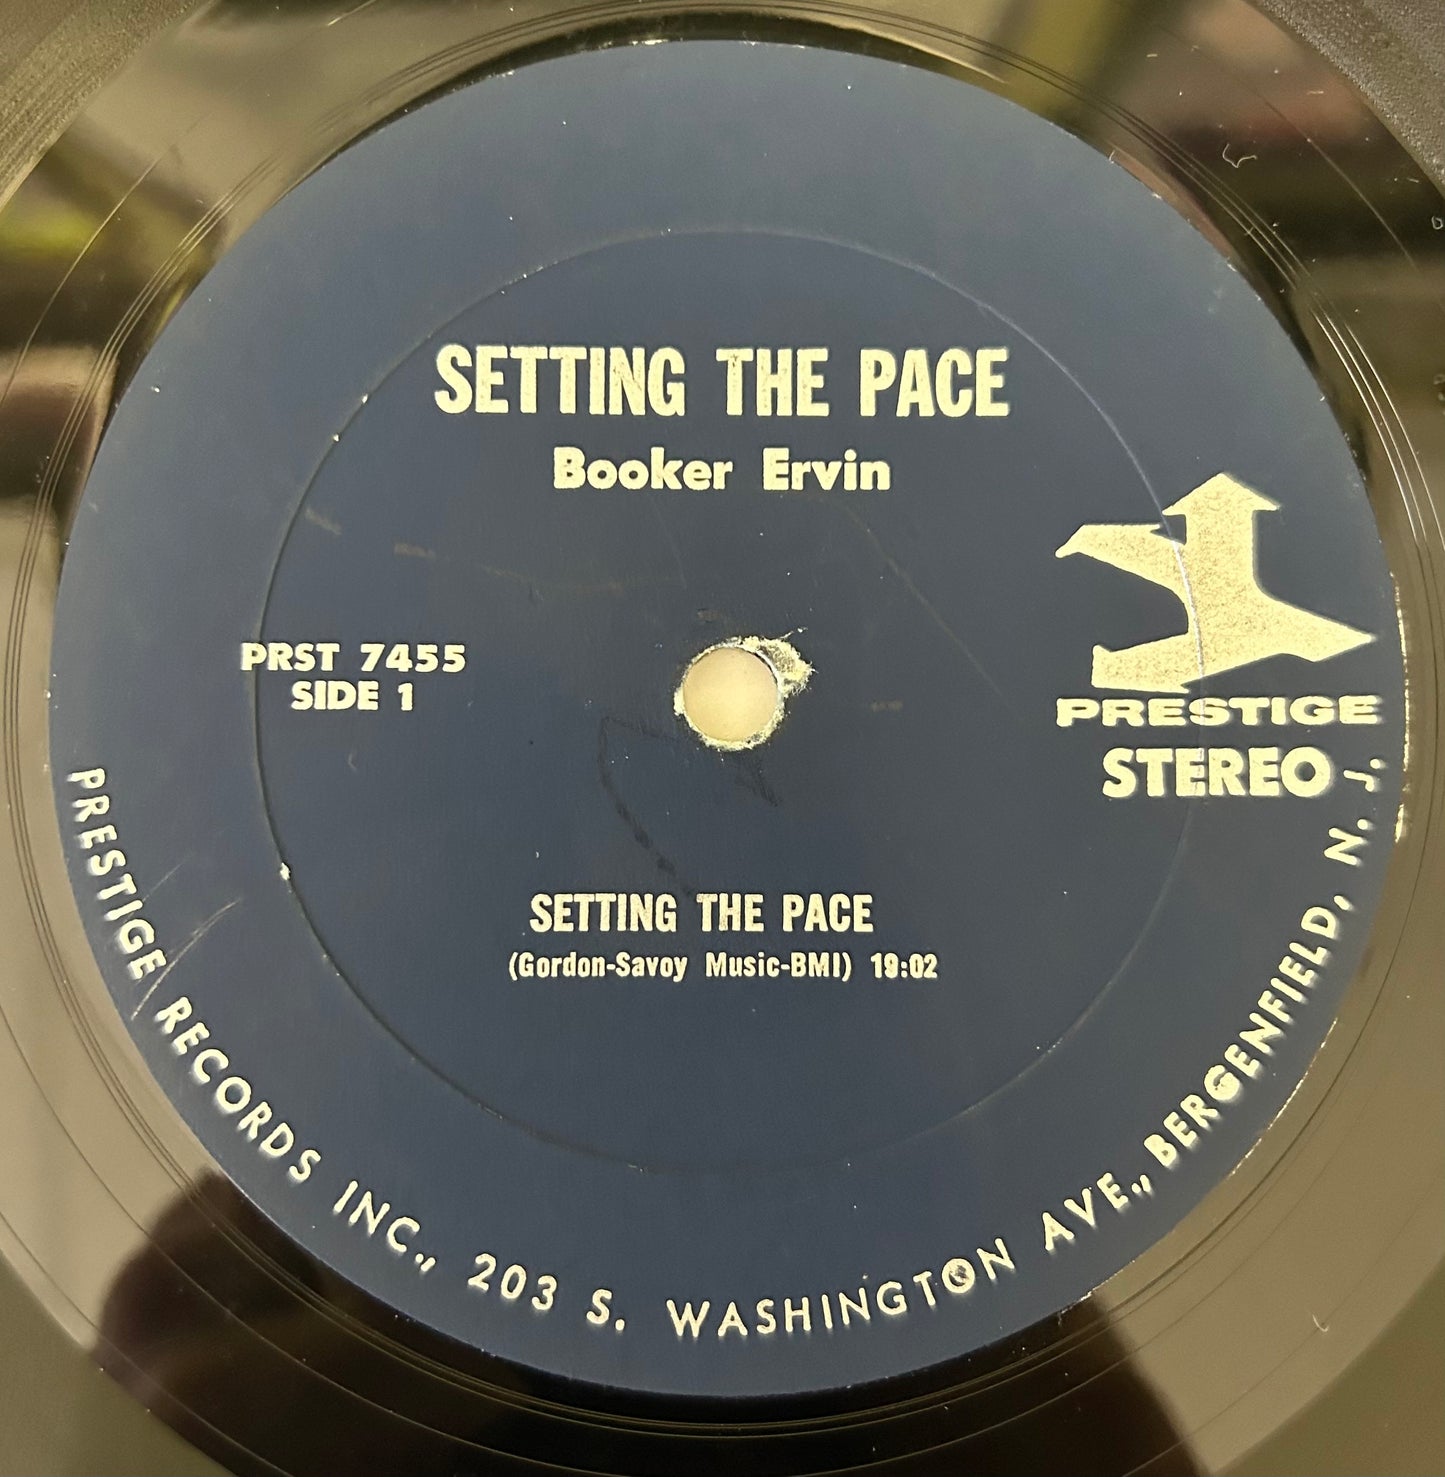 SETTING THE PACE
Booker Ervin
PRST 7455
SIDE 1
PRESTIGE
STEREO
SETTING THE PACE
(Gordon-Savoy Music-BMI) 19:02
PRESTIGE RECORDS INC., 203 S. WASHINGTON AVE., BERGENFIELD, N. J.